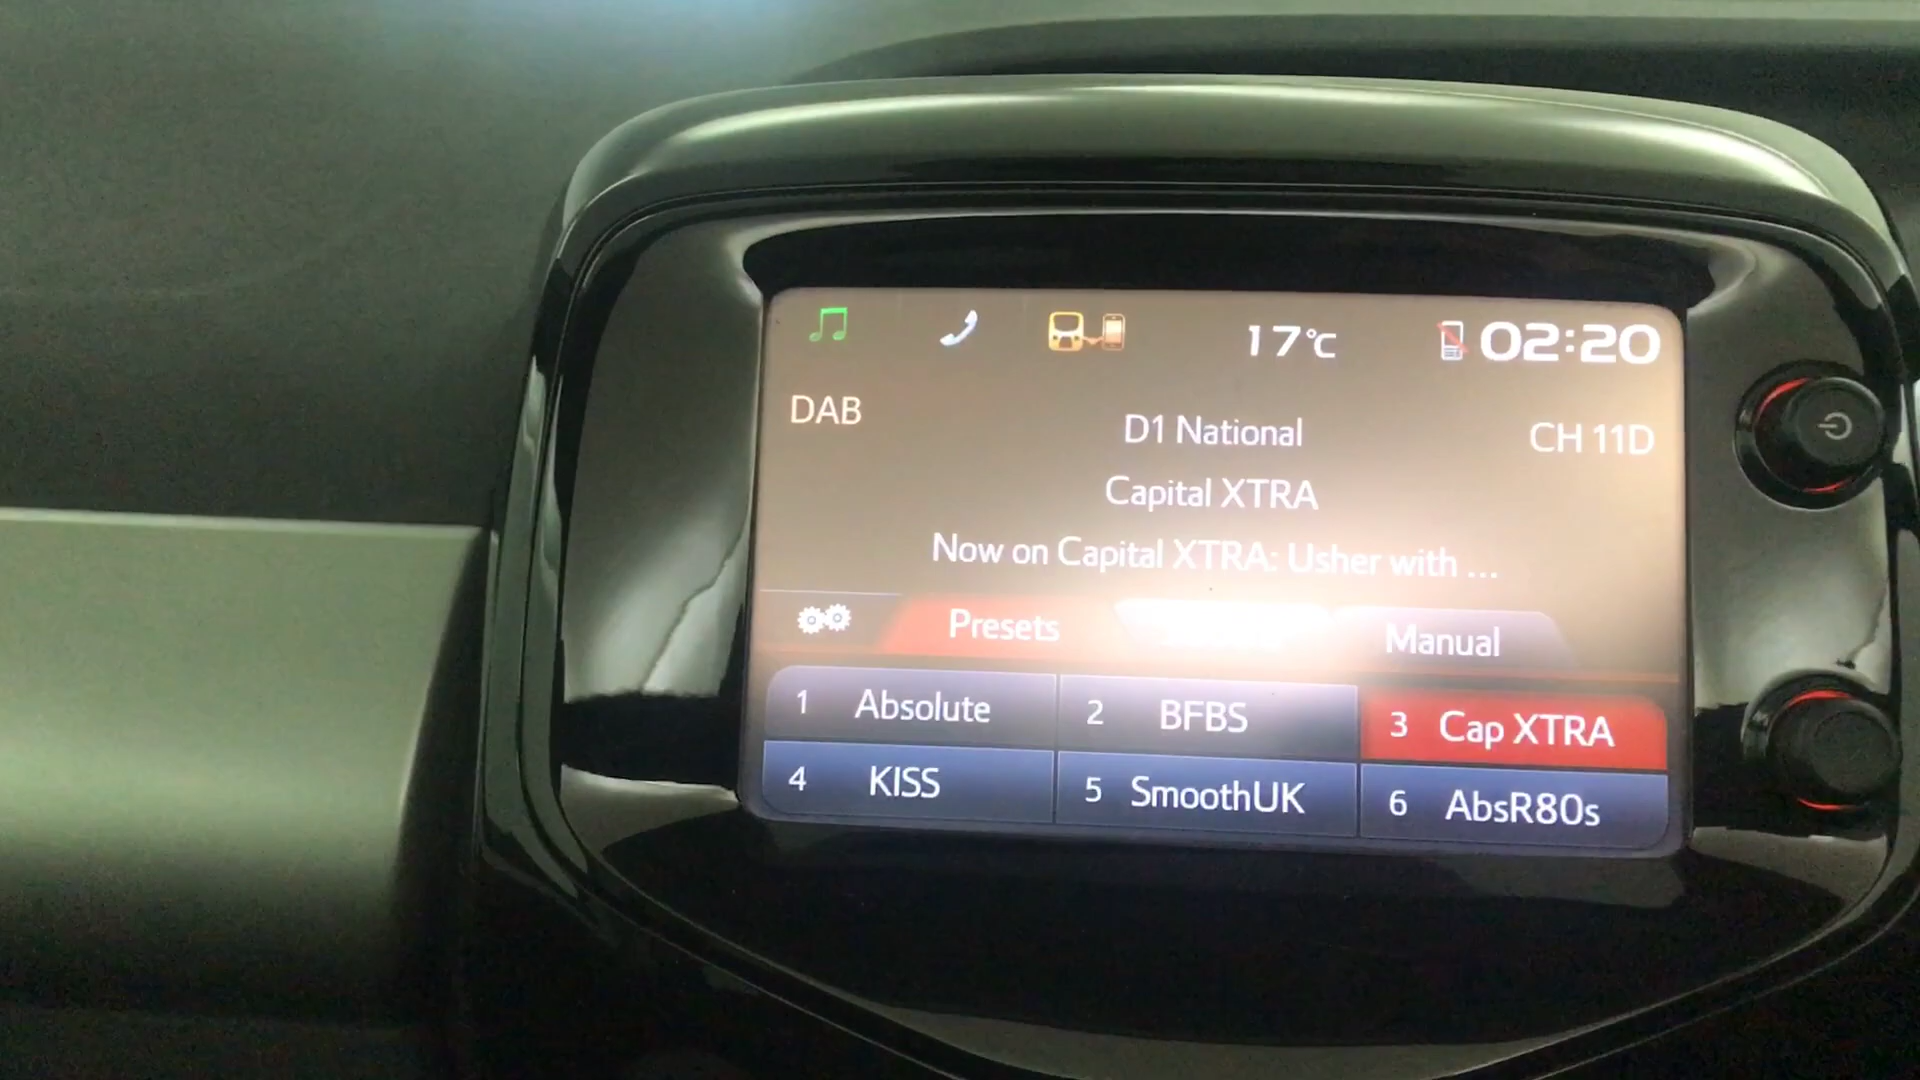 17°C 02:20
DAB
D1 National
CH 11D
Capital XTRA
Now on Capital XTRA: Usher with ...
Presets
Manual
1 Absolute
2 BFBS
3 Cap XTRA
4 KISS
5 SmoothUK
6 AbsR80s